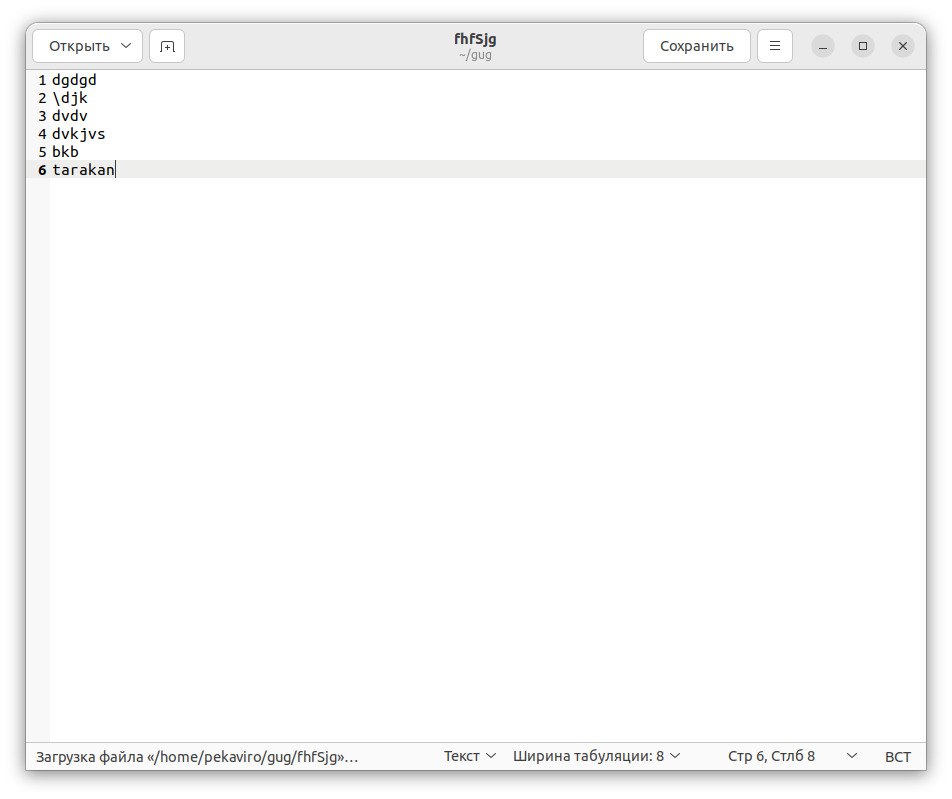 Открыть
fhfSjg
~/gug
Сохранить
1 dgdgd
2 \djk
3 dvdv
4 dvkjvs
5 bkb
6 tarakan
Загрузка файла «/home/pekaviro/gug/fhfSjg»… Текст Ширина табуляции: 8 Стр 6, Стлб 8 ВСТ